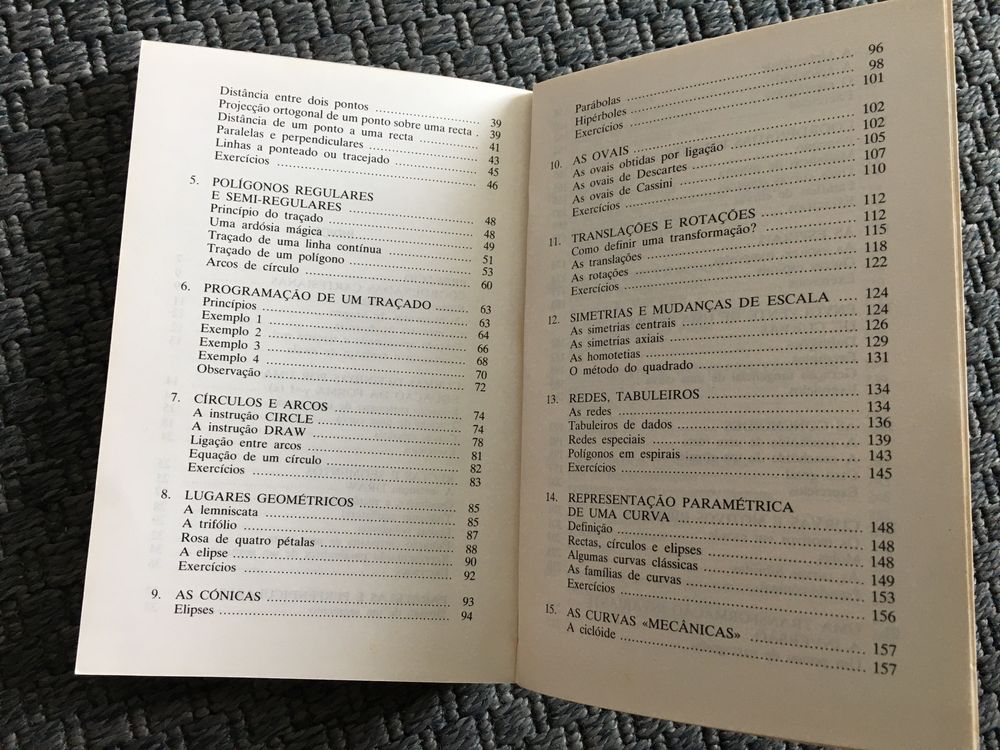 Distância entre dois pontos ........ 39
Projecção ortogonal de um ponto sobre uma recta . 39
Distância de um ponto a uma recta ........ 41
Paralelas e perpendiculares ........ 43
Linhas a ponteado ou tracejado ........ 45
Exercícios ........ 46
5. POLÍGONOS REGULARES
E SEMI-REGULARES ........ 48
Princípio do traçado ........ 48
Uma ardósia mágica ........ 49
Traçado de uma linha contínua ........ 51
Traçado de um polígono ........ 53
Arcos de círculo ........ 60
6. PROGRAMAÇÃO DE UM TRAÇADO ........ 63
Princípios ........ 63
Exemplo 1 ........ 64
Exemplo 2 ........ 66
Exemplo 3 ........ 68
Exemplo 4 ........ 70
Observação ........ 72
7. CÍRCULOS E ARCOS ........ 74
A instrução CIRCLE ........ 74
A instrução DRAW ........ 78
Ligação entre arcos ........ 81
Equação de um círculo ........ 82
Exercícios ........ 83
8. LUGARES GEOMÉTRICOS ........ 85
A lemniscata ........ 85
A trifólio ........ 87
Rosa de quatro pétalas ........ 88
A elipse ........ 90
Exercícios ........ 92
9. AS CÓNICAS ........ 93
Elipses ........ 94
Parábolas ........ 96
Hipérboles ........ 98
Exercícios ........ 101
10. AS OVAIS ........ 102
As ovais obtidas por ligação ........ 102
As ovais de Descartes ........ 105
As ovais de Cassini ........ 107
Exercícios ........ 110
11. TRANSLAÇÕES E ROTAÇÕES ........ 112
Como definir uma transformação? ........ 112
As translações ........ 115
As rotações ........ 118
Exercícios ........ 122
12. SIMETRIAS E MUDANÇAS DE ESCALA .... 124
As simetrias centrais ........ 124
As simetrias axiais ........ 126
As homotetias ........ 129
O método do quadrado ........ 131
13. REDES, TABULEIROS ........ 134
As redes ........ 134
Tabuleiros de dados ........ 136
Redes especiais ........ 139
Polígonos em espirais ........ 143
Exercícios ........ 145
14. REPRESENTAÇÃO PARAMÉTRICA
DE UMA CURVA ........ 148
Definição ........ 148
Rectas, círculos e elipses ........ 148
Algumas curvas clássicas ........ 149
As famílias de curvas ........ 153
Exercícios ........ 156
15. AS CURVAS «MECÂNICAS» ........ 157
A ciclóide ........ 157